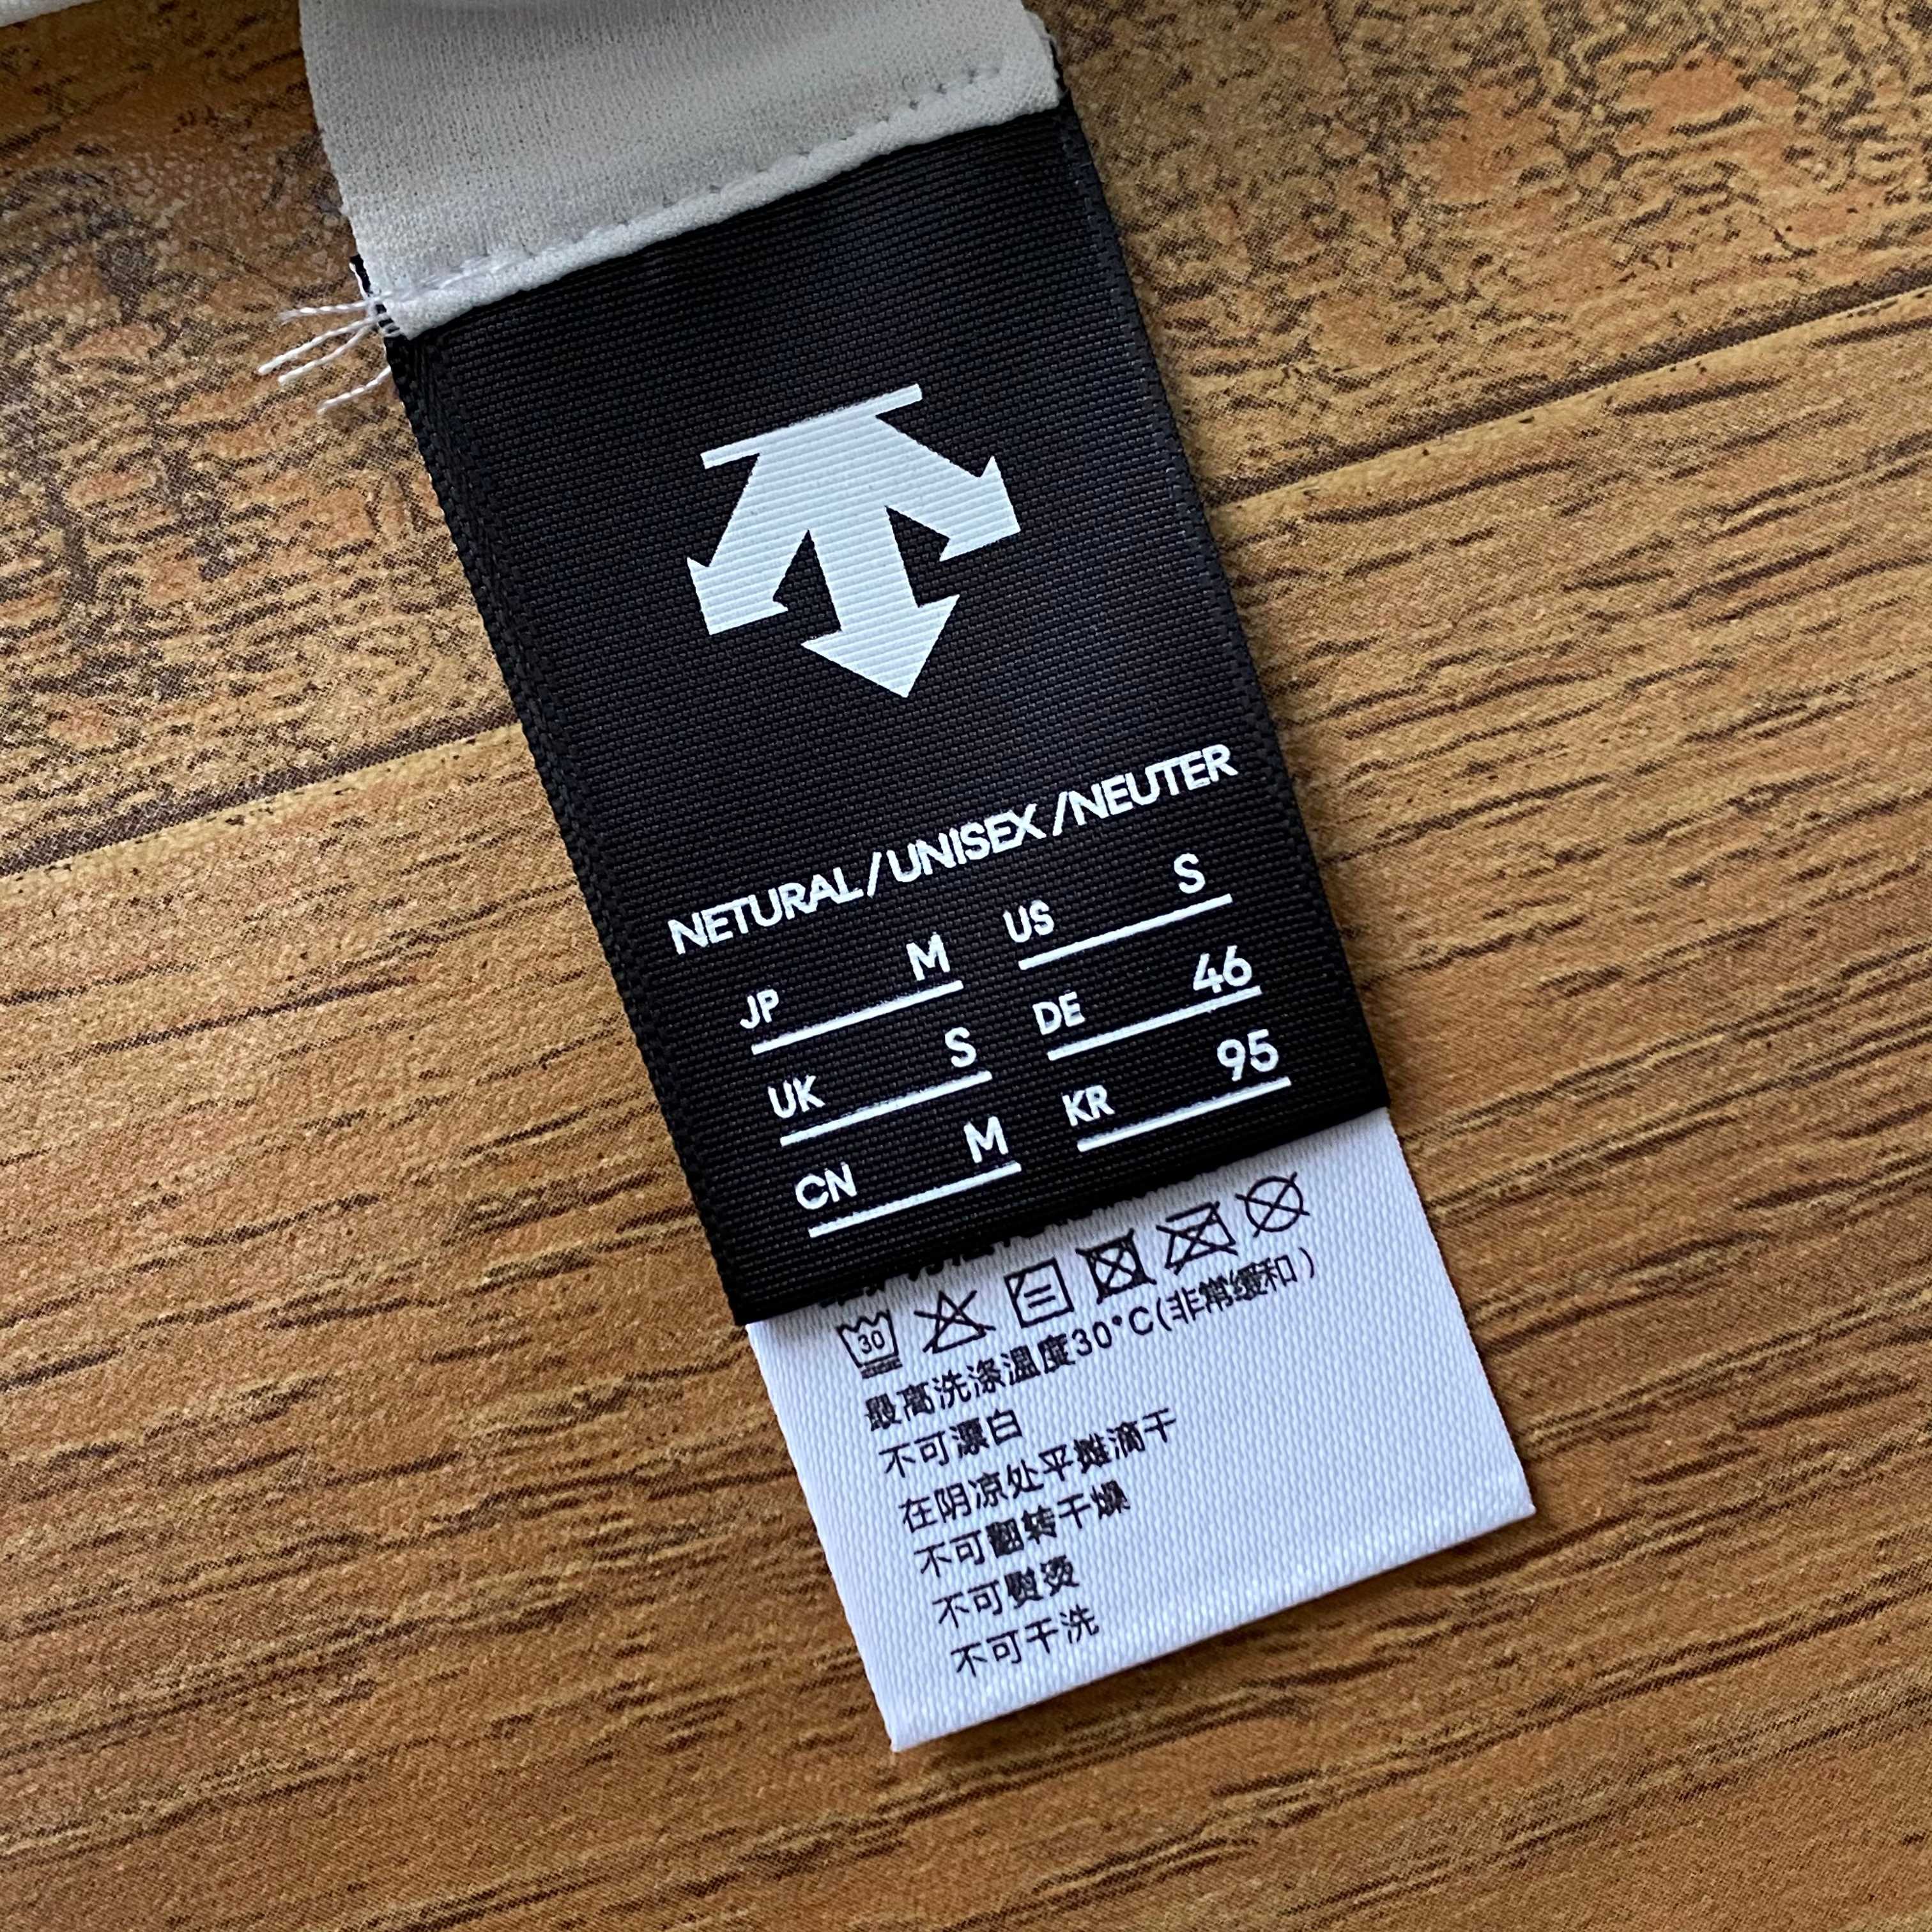 NETURAL/UNISEX/NEUTER
JP M US S
UK S DE 46
CN M KR 95
30
最高洗涤温度30°C(非常缓和)
不可漂白
在阴凉处平摊滴干
不可翻转干燥
不可熨烫
不可干洗